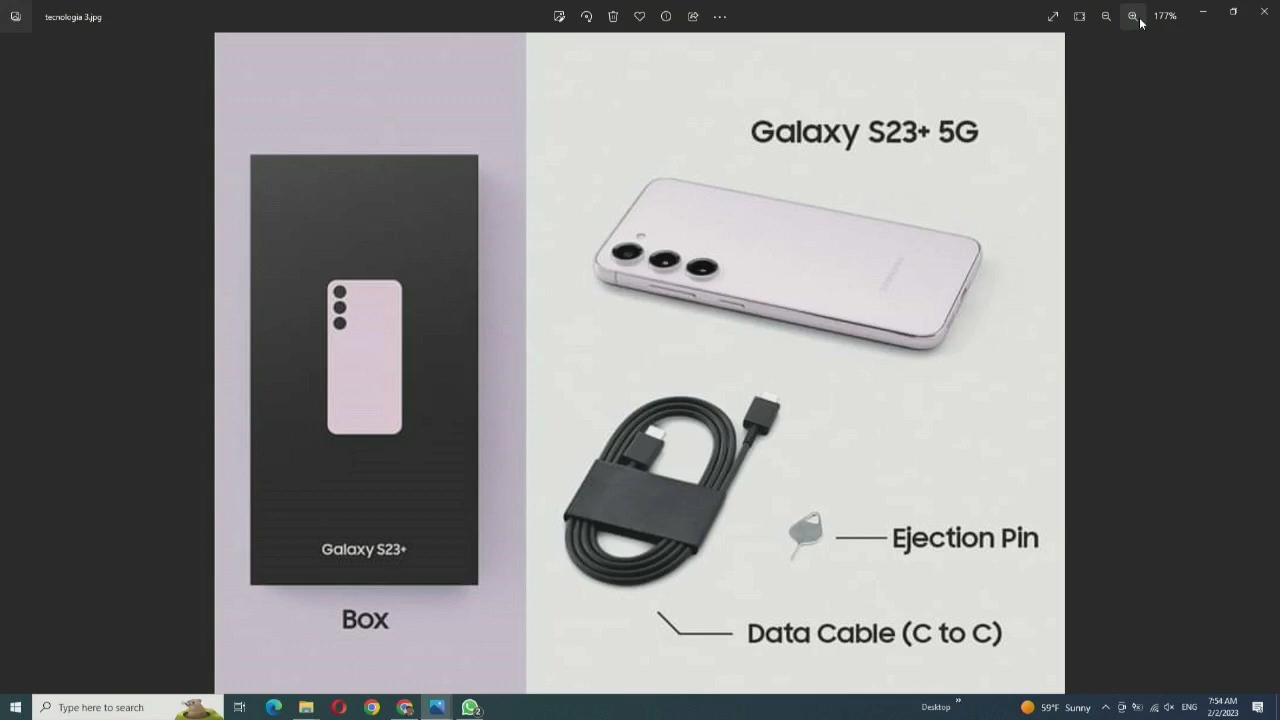 tecnologia 3.jpg
177%
Galaxy S23+ 5G
Galaxy S23+
Box
Ejection Pin
Data Cable (C to C)
Type here to search
2
Desktop
»
59°F Sunny
ENG
7:54 AM
2/2/2023